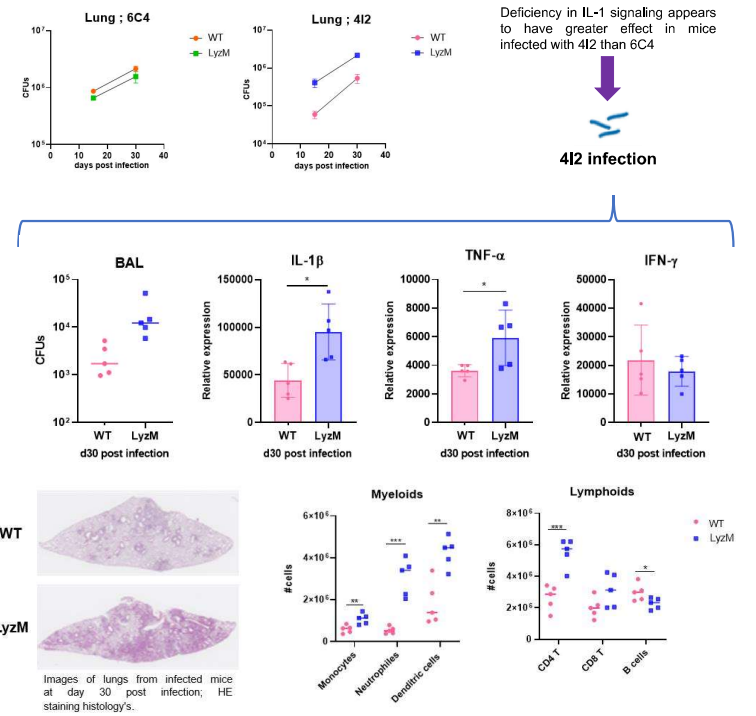 Lung ; 6C4
10⁷
10⁶
10⁵
CFUs
0 10 20 30 40
days post infection
WT
LyzM
Lung ; 4I2
10⁷
10⁶
10⁵
10⁴
CFUs
0 10 20 30 40
days post infection
WT
LyzM
Deficiency in IL-1 signaling appears
to have greater effect in mice
infected with 4I2 than 6C4
4I2 infection
BAL
10⁵
10⁴
10³
10²
CFUs
WT LyzM
d30 post infection
IL-1β
150000
100000
50000
0
Relative expression
*
WT LyzM
d30 post infection
TNF-α
10000
8000
6000
4000
2000
0
Relative expression
*
WT LyzM
d30 post infection
IFN-γ
50000
40000
30000
20000
10000
0
Relative expression
WT LyzM
d30 post infection
WT
LyzM
Images of lungs from infected mice
at day 30 post infection; HE
staining histology's.
Myeloids
6×10⁶
4×10⁶
2×10⁶
0
#cells
**
***
**
Monocytes
Neutrophiles
Denditric cells
Lymphoids
8×10⁶
6×10⁶
4×10⁶
2×10⁶
0
#cells
***
*
CD4 T
CD8 T
B cells
WT
LyzM